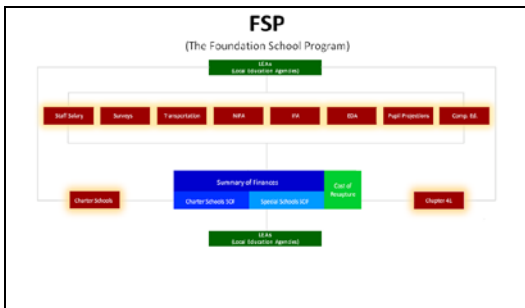 FSP
(The Foundation School Program)
LEAs
(Local Education Agencies)
Staff Salary
Surveys
Transportation
NIFA
IFA
EDA
Pupil Projections
Comp. Ed.
Summary of Finances
Cost of
Recapture
Charter Schools SOF
Special Schools SOF
Charter Schools
Chapter 41
LEAs
(Local Education Agencies)